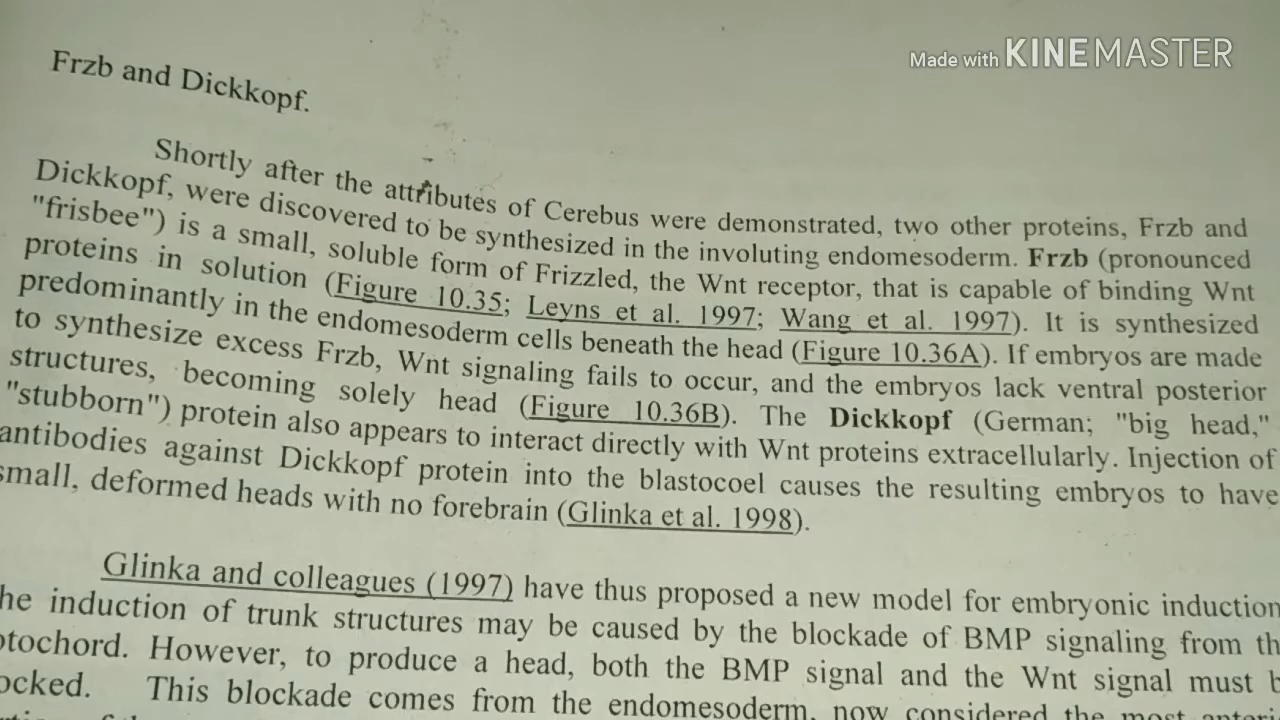 Made with KINEMASTER
Frzb and Dickkopf.
Shortly after the attributes of Cerebus were demonstrated, two other proteins, Frzb and
Dickkopf, were discovered to be synthesized in the involuting endomesoderm. Frzb (pronounced
"frisbee") is a small, soluble form of Frizzled, the Wnt receptor, that is capable of binding Wnt
proteins in solution (Figure 10.35; Leyns et al. 1997; Wang et al. 1997). It is synthesized
predominantly in the endomesoderm cells beneath the head (Figure 10.36A). If embryos are made
to synthesize excess Frzb, Wnt signaling fails to occur, and the embryos lack ventral posterior
structures, becoming solely head (Figure 10.36B). The Dickkopf (German; "big head,"
"stubborn") protein also appears to interact directly with Wnt proteins extracellularly. Injection of
antibodies against Dickkopf protein into the blastocoel causes the resulting embryos to have
small, deformed heads with no forebrain (Glinka et al. 1998).
Glinka and colleagues (1997) have thus proposed a new model for embryonic induction
he induction of trunk structures may be caused by the blockade of BMP signaling from th
otochord. However, to produce a head, both the BMP signal and the Wnt signal must b
ocked. This blockade comes from the endomesoderm, now considered the most anteri